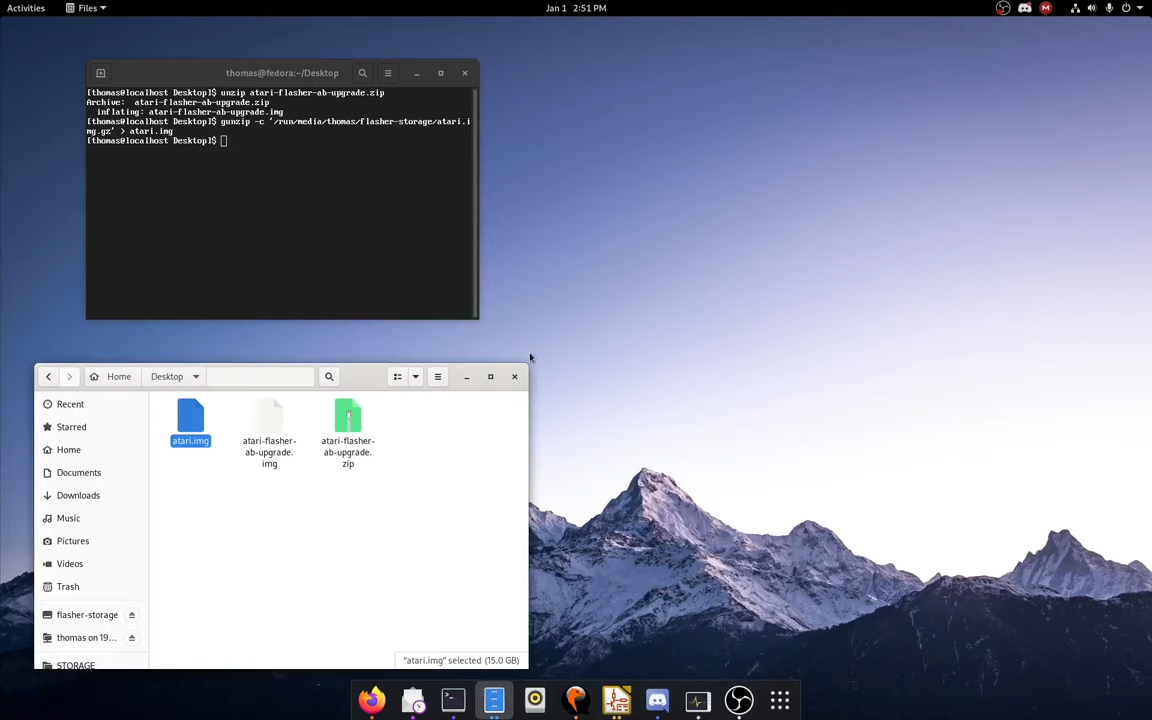 Activities Files Jan 1 2:51 PM
thomas@fedora:~/Desktop
[thomas@localhost Desktop]$ unzip atari-flasher-ab-upgrade.zip
Archive:  atari-flasher-ab-upgrade.zip
  inflating: atari-flasher-ab-upgrade.img
[thomas@localhost Desktop]$ gunzip -c '/run/media/thomas/flasher-storage/atari.i
mg.gz' > atari.img
[thomas@localhost Desktop]$
Home Desktop
Recent
Starred
Home
Documents
Downloads
Music
Pictures
Videos
Trash
flasher-storage
thomas on 19…
STORAGE
atari.img
atari-flasher-
ab-upgrade.
img
atari-flasher-
ab-upgrade.
zip
"atari.img" selected (15.0 GB)